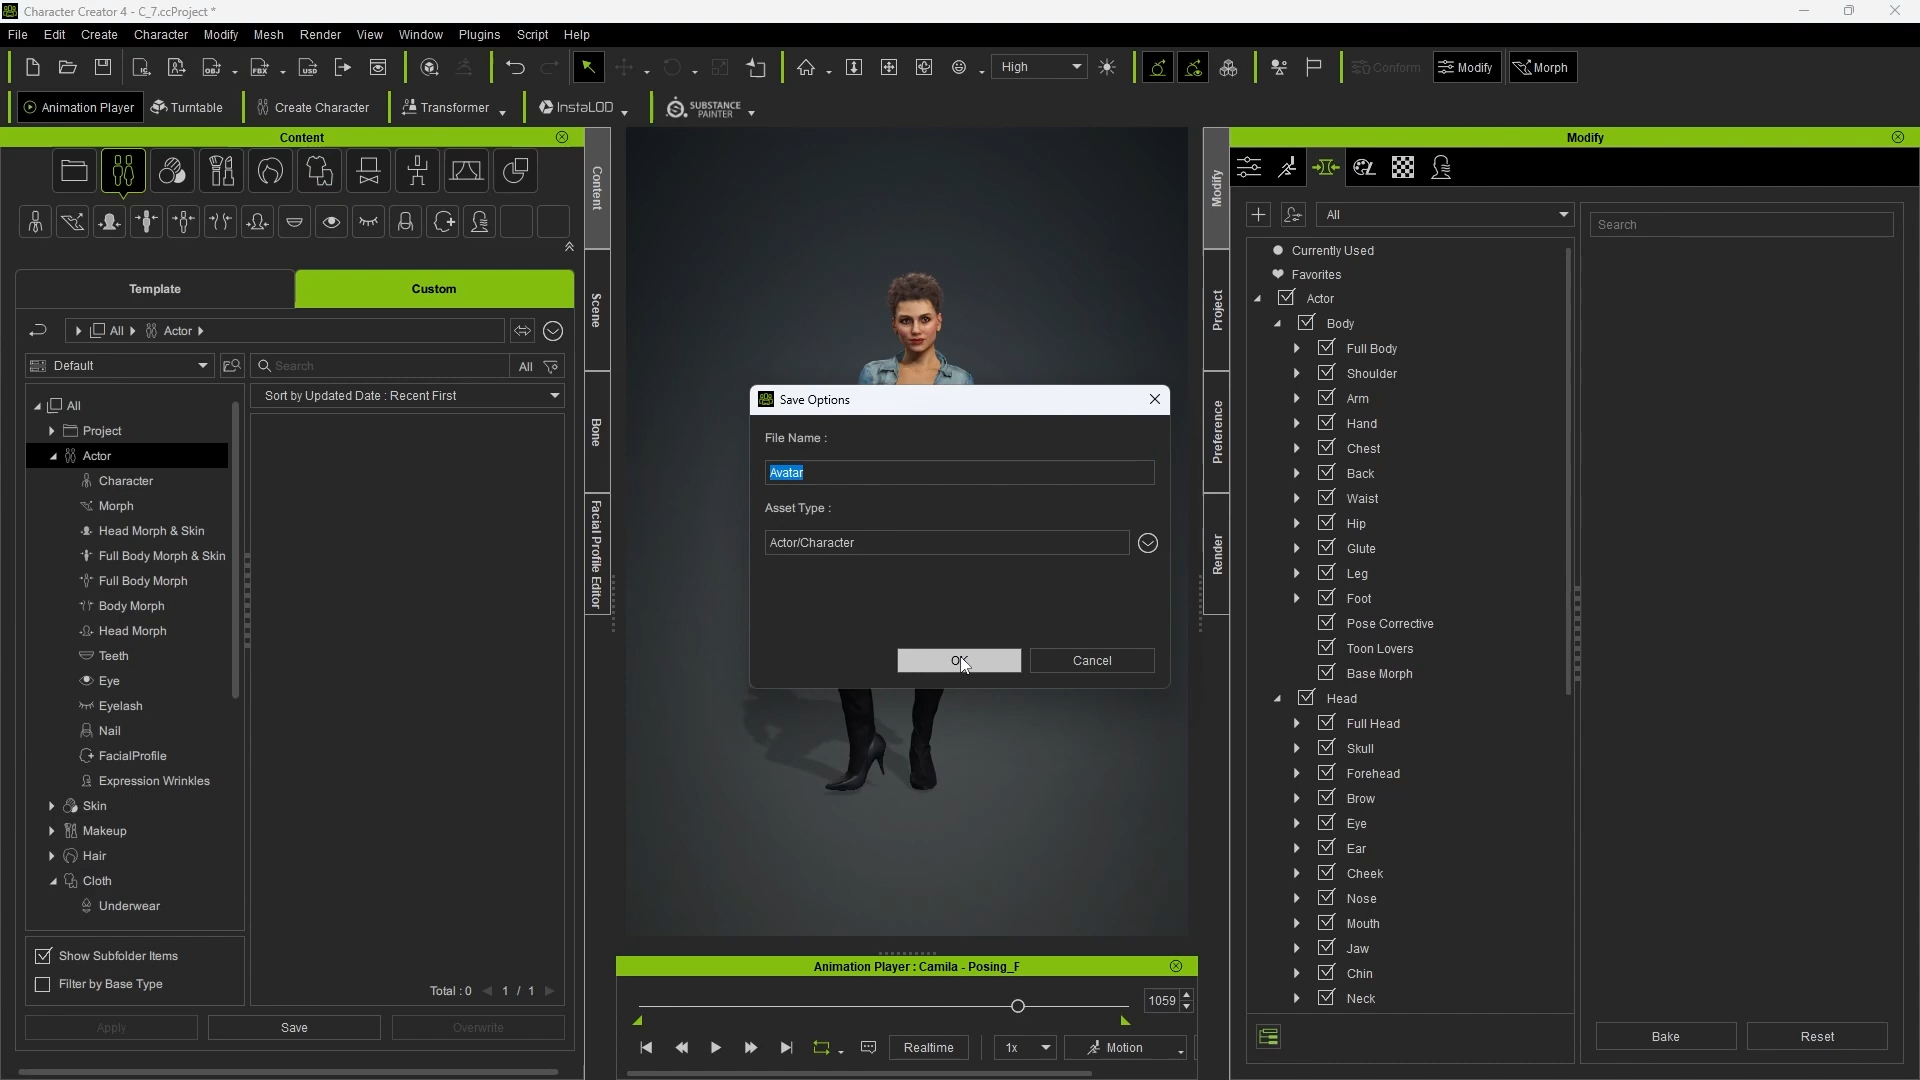 Character Creator 4 - C_7.ccProject *
File Edit Create Character Modify Mesh Render View Window Plugins Script Help
High Conform Modify Morph
Animation Player Turntable Create Character Transformer InstaLOD SUBSTANCE PAINTER
Content
Template Custom
All Actor
Default
Search All
Sort by Updated Date : Recent First
All
Project
Actor
Character
Morph
Head Morph & Skin
Full Body Morph & Skin
Full Body Morph
Body Morph
Head Morph
Teeth
Eye
Eyelash
Nail
FacialProfile
Expression Wrinkles
Skin
Makeup
Hair
Cloth
Underwear
Show Subfolder Items
Filter by Base Type
Total : 0 1 / 1
Apply Save Overwrite
Content
Scene
Bone
Facial Profile Editor
Save Options
File Name :
Avatar
Asset Type :
Actor/Character
OK Cancel
Animation Player : Camila - Posing_F
1059
Realtime 1x Motion
Modify
Project
Preference
Render
Modify
All
Search
Currently Used
Favorites
Actor
Body
Full Body
Shoulder
Arm
Hand
Chest
Back
Waist
Hip
Glute
Leg
Foot
Pose Corrective
Toon Lovers
Base Morph
Head
Full Head
Skull
Forehead
Brow
Eye
Ear
Cheek
Nose
Mouth
Jaw
Chin
Neck
Bake Reset